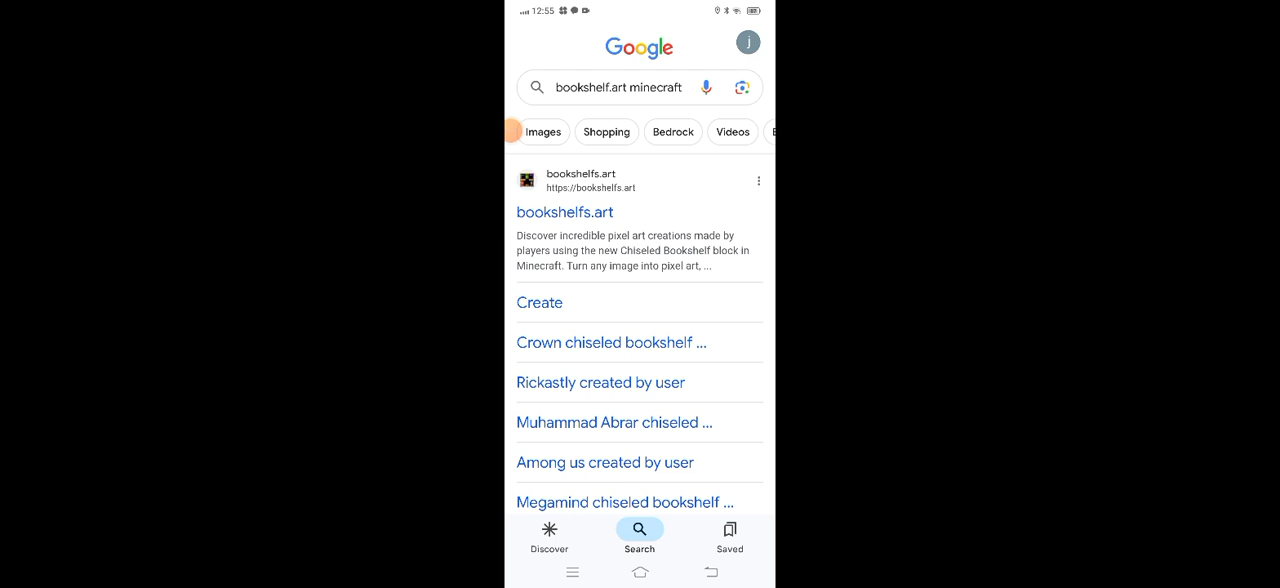 12:55
Google
j
bookshelf.art minecraft
Images Shopping Bedrock Videos
bookshelfs.art
https://bookshelfs.art
bookshelfs.art
Discover incredible pixel art creations made by
players using the new Chiseled Bookshelf block in
Minecraft. Turn any image into pixel art, ...
Create
Crown chiseled bookshelf ...
Rickastly created by user
Muhammad Abrar chiseled ...
Among us created by user
Megamind chiseled bookshelf ...
Discover Search Saved